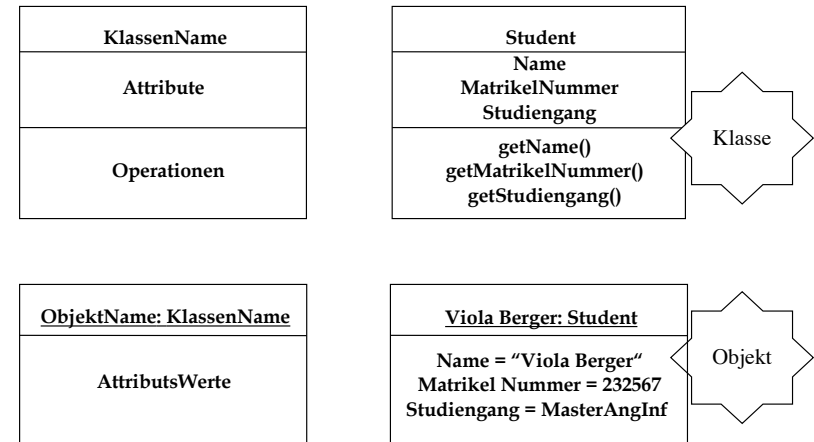 KlassenName
Attribute
Operationen
Student
Name
MatrikelNummer
Studiengang
getName()
getMatrikelNummer()
getStudiengang()
Klasse
ObjektName: KlassenName
AttributsWerte
Viola Berger: Student
Name = “Viola Berger“
Matrikel Nummer = 232567
Studiengang = MasterAngInf
Objekt